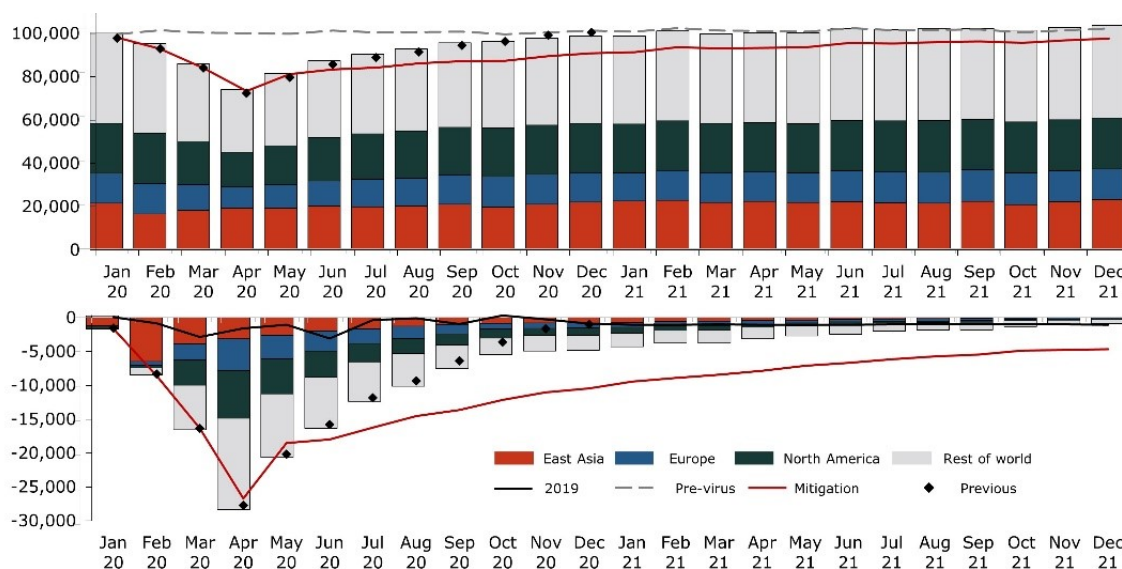 100,000
80,000
60,000
40,000
20,000
0
Jan Feb Mar Apr May Jun Jul Aug Sep Oct Nov Dec Jan Feb Mar Apr May Jun Jul Aug Sep Oct Nov Dec
20 20 20 20 20 20 20 20 20 20 20 20 21 21 21 21 21 21 21 21 21 21 21 21
0
-5,000
-10,000
-15,000
-20,000
-25,000
-30,000
East Asia Europe North America Rest of world
2019 Pre-virus Mitigation Previous
Jan Feb Mar Apr May Jun Jul Aug Sep Oct Nov Dec Jan Feb Mar Apr May Jun Jul Aug Sep Oct Nov Dec
20 20 20 20 20 20 20 20 20 20 20 20 21 21 21 21 21 21 21 21 21 21 21 21